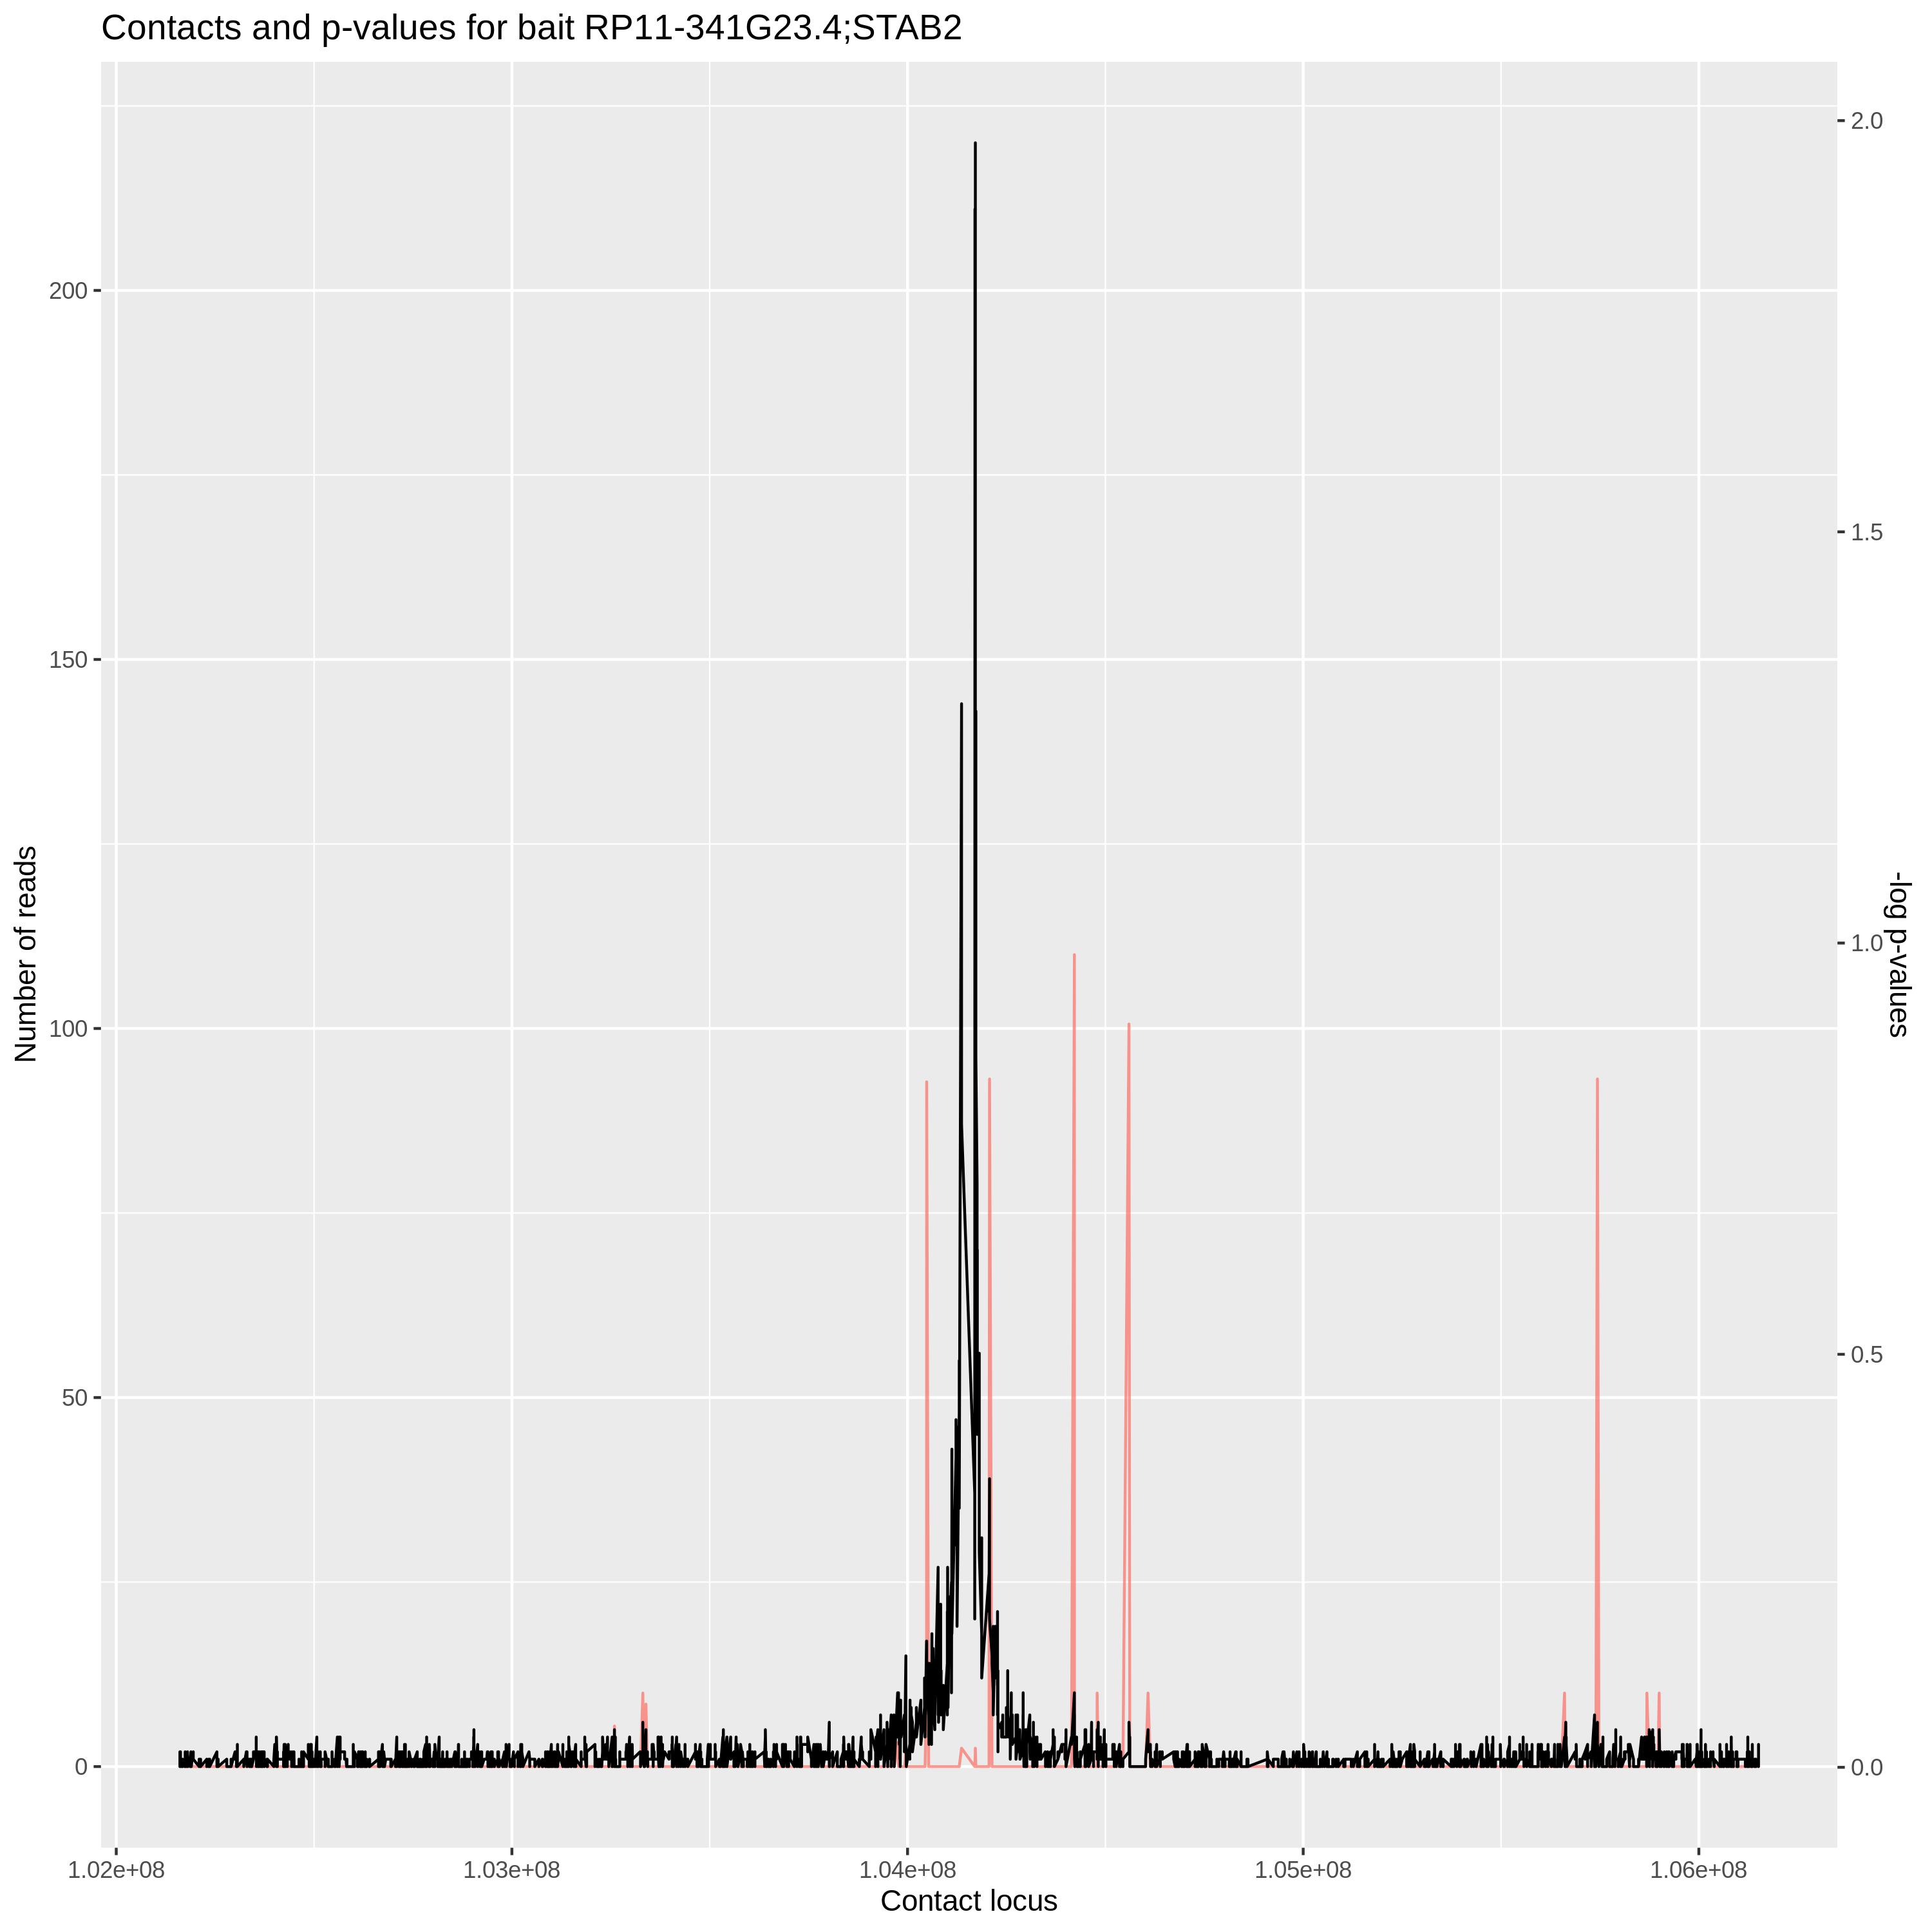 Contacts and p-values for bait RP11-341G23.4;STAB2
Number of reads
200
150
100
50
0
2.0
1.5
1.0
0.5
0.0
-log p-values
1.02e+08 1.03e+08 1.04e+08 1.05e+08 1.06e+08
Contact locus